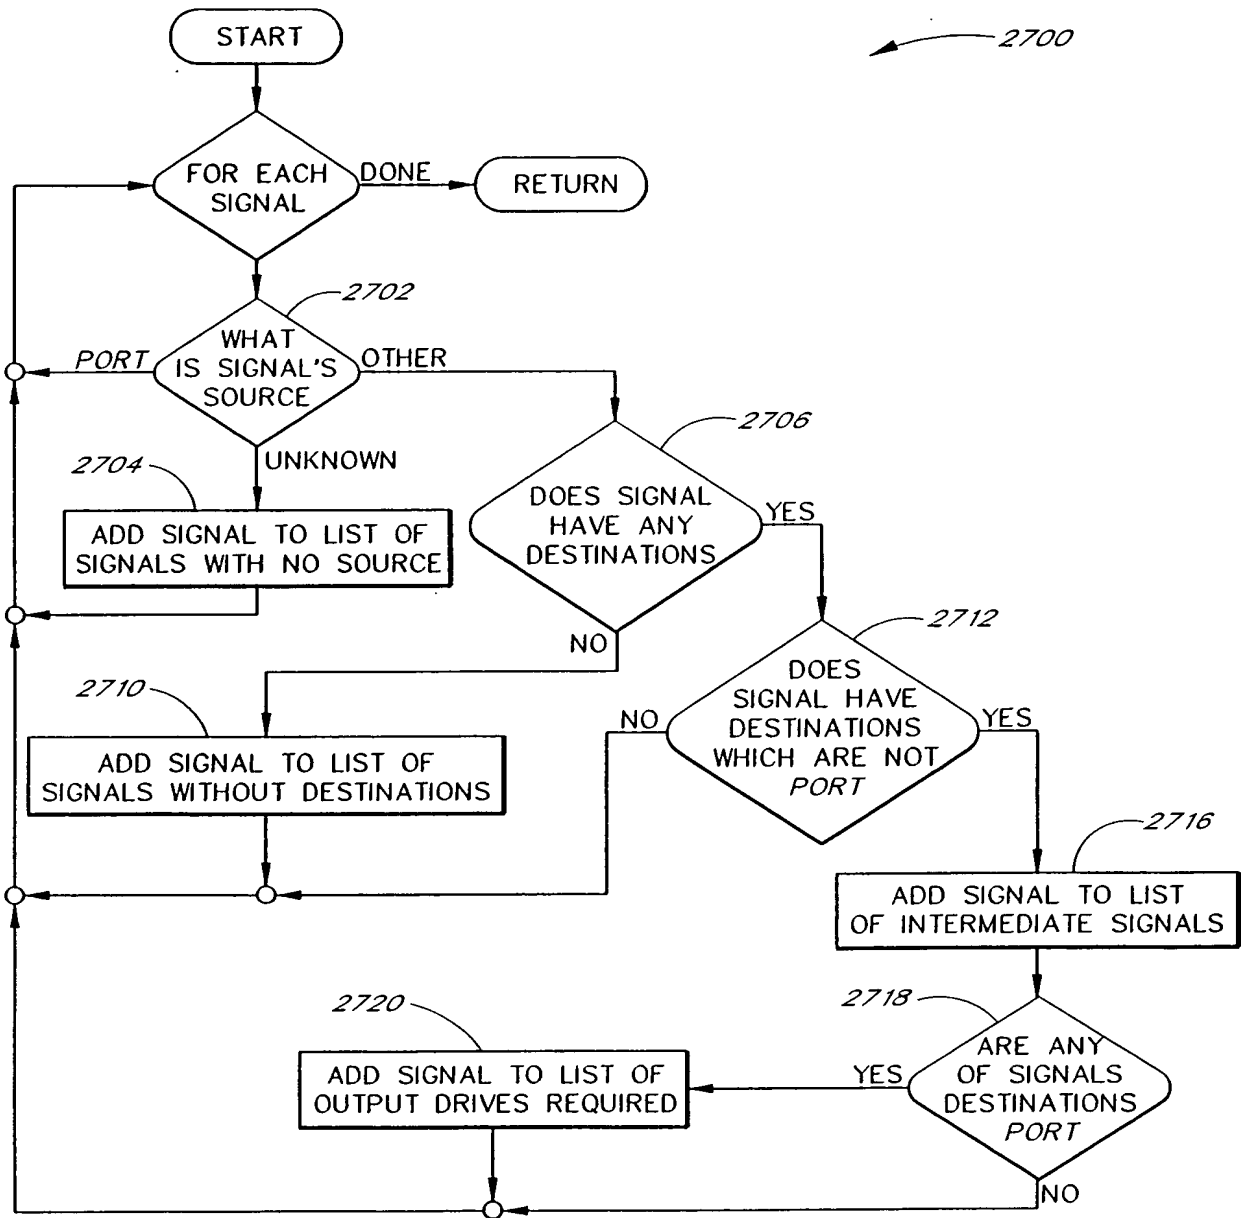 START
2700
FOR EACH
SIGNAL
DONE
RETURN
2702
WHAT
IS SIGNAL'S
SOURCE
PORT
OTHER
UNKNOWN
2704
ADD SIGNAL TO LIST OF
SIGNALS WITH NO SOURCE
2706
DOES SIGNAL
HAVE ANY
DESTINATIONS
YES
NO
2710
ADD SIGNAL TO LIST OF
SIGNALS WITHOUT DESTINATIONS
2712
DOES
SIGNAL HAVE
DESTINATIONS
WHICH ARE NOT
PORT
NO
YES
2716
ADD SIGNAL TO LIST
OF INTERMEDIATE SIGNALS
2718
ARE ANY
OF SIGNALS
DESTINATIONS
PORT
YES
NO
2720
ADD SIGNAL TO LIST OF
OUTPUT DRIVES REQUIRED